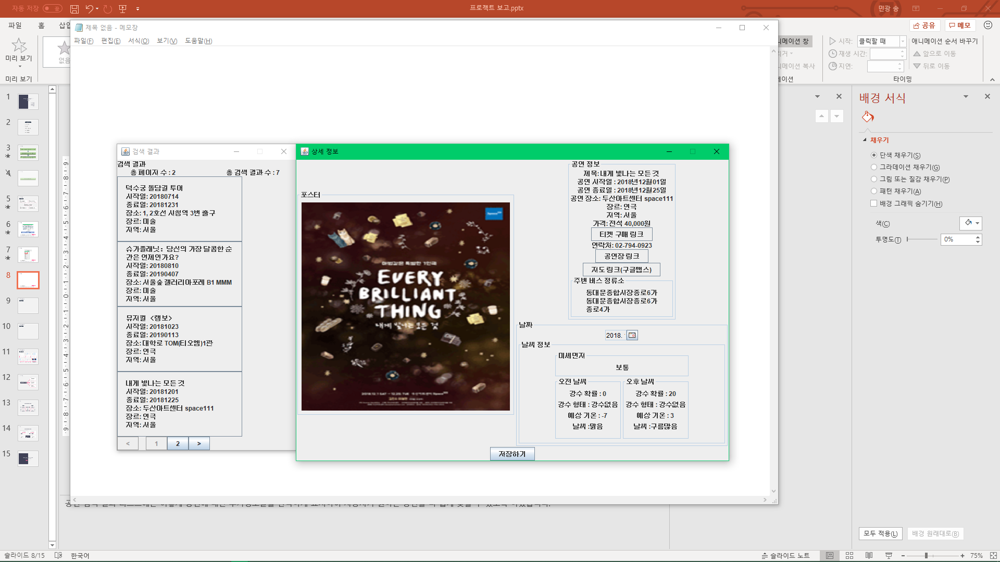 자동 저장 끔
프로젝트 보고.pptx
민광 송
파일 홈
공유 메모
제목 없음 - 메모장
파일(F) 편집(E) 서식(O) 보기(V) 도움말(H)
미리 보기
미리 보기
없음
시작: 클릭할 때
재생 시간:
지연:
타이밍
애니메이션 순서 바꾸기
앞으로 이동
뒤로 이동
1
2
3
4
5
6
7
8
9
10
11
12
13
14
15
검색 결과
검색 결과
총 페이지 수 : 2 총 검색 결과 수 : 7
덕수궁 돌담길 투어
시작일: 20180714
종료일: 20181231
장소: 1, 2호선 시청역 3번 출구
장르: 미술
지역: 서울
슈가플래닛: 당신의 가장 달콤한 순
간은 언제인가요?
시작일: 20180810
종료일: 20190407
장소: 서울숲 갤러리아포레 B1 MMM
장르: 미술
지역: 서울
뮤지컬 <랭보>
시작일: 20181023
종료일: 20190113
장소: 대학로 TOM(티오엠)1관
장르: 연극
지역: 서울
내게 빛나는 모든 것
시작일: 20181201
종료일: 20181225
장소: 두산아트센터 space111
장르: 연극
지역: 서울
< 1 2 >
상세 정보
포스터
EVERY
BRILLIANT
THING
내게 빛나는 모든 것
공연 정보
제목: 내게 빛나는 모든 것
공연 시작일 : 2018년12월01일
공연 종료일 : 2018년12월25일
공연 장소: 두산아트센터 space111
장르: 연극
지역: 서울
가격: 전석 40,000원
티켓 구매 링크
연락처: 02-794-0923
공연장 링크
지도 링크(구글맵스)
주변 버스 정류소
동대문종합시장종로6가
동대문종합시장종로6가
종로4가
날짜
2018.
날씨 정보
미세먼지
보통
오전 날씨
강수 확률 : 0
강수 형태 : 강수없음
예상 기온 : -7
날씨 :맑음
오후 날씨
강수 확률 : 20
강수 형태 : 강수없음
예상 기온 : 3
날씨 :구름많음
저장하기
배경 서식
채우기
단색 채우기(S)
그라데이션 채우기(G)
그림 또는 질감 채우기(P)
패턴 채우기(A)
배경 그래픽 숨기기(H)
색(C)
투명도(T) 0%
모두 적용(L) 배경 원래대로(B)
슬라이드 8/15 한국어
슬라이드 노트
75%